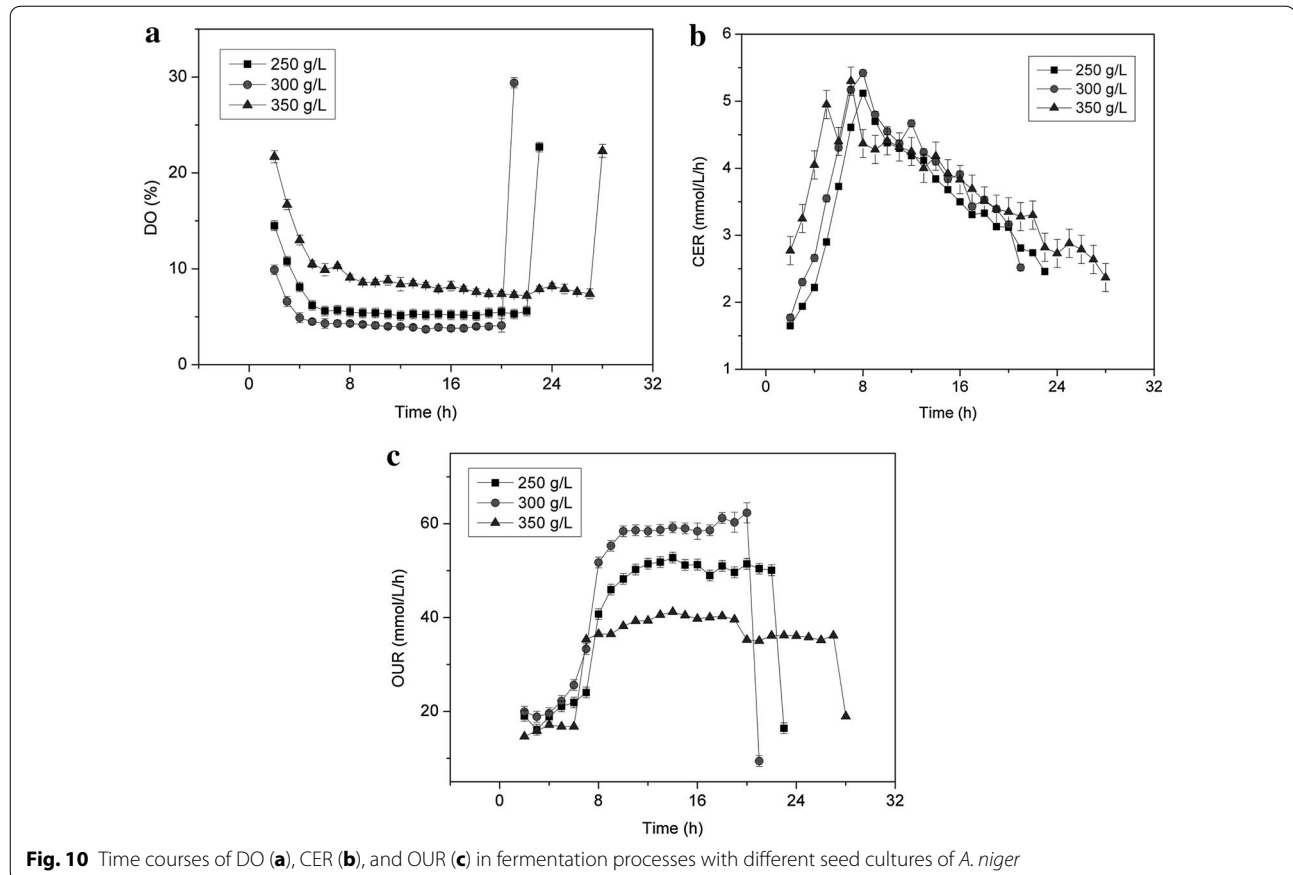 a
250 g/L
300 g/L
350 g/L
30
20
10
0
DO (%)
0 8 16 24 32
Time (h)
b
250 g/L
300 g/L
350 g/L
7
6
5
4
3
2
1
CER (mmol/L/h)
0 8 16 24 32
Time (h)
c
250 g/L
300 g/L
350 g/L
60
40
20
OUR (mmol/L/h)
0 8 16 24 32
Time (h)
Fig. 10 Time courses of DO (a), CER (b), and OUR (c) in fermentation processes with different seed cultures of A. niger